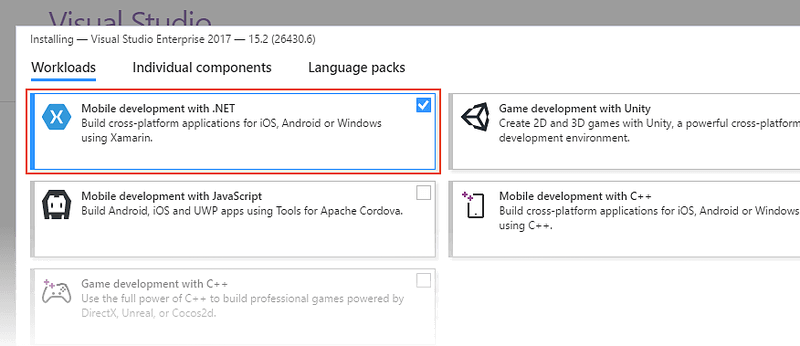 Visual Studio
Installing — Visual Studio Enterprise 2017 — 15.2 (26430.6)
Workloads
Individual components
Language packs
Mobile development with .NET
Build cross-platform applications for iOS, Android or Windows
using Xamarin.
Game development with Unity
Create 2D and 3D games with Unity, a powerful cross-platform
development environment.
Mobile development with JavaScript
Build Android, iOS and UWP apps using Tools for Apache Cordova.
Mobile development with C++
Build cross-platform applications for iOS, Android or Windows
using C++.
Game development with C++
Use the full power of C++ to build professional games powered by
DirectX, Unreal, or Cocos2d.